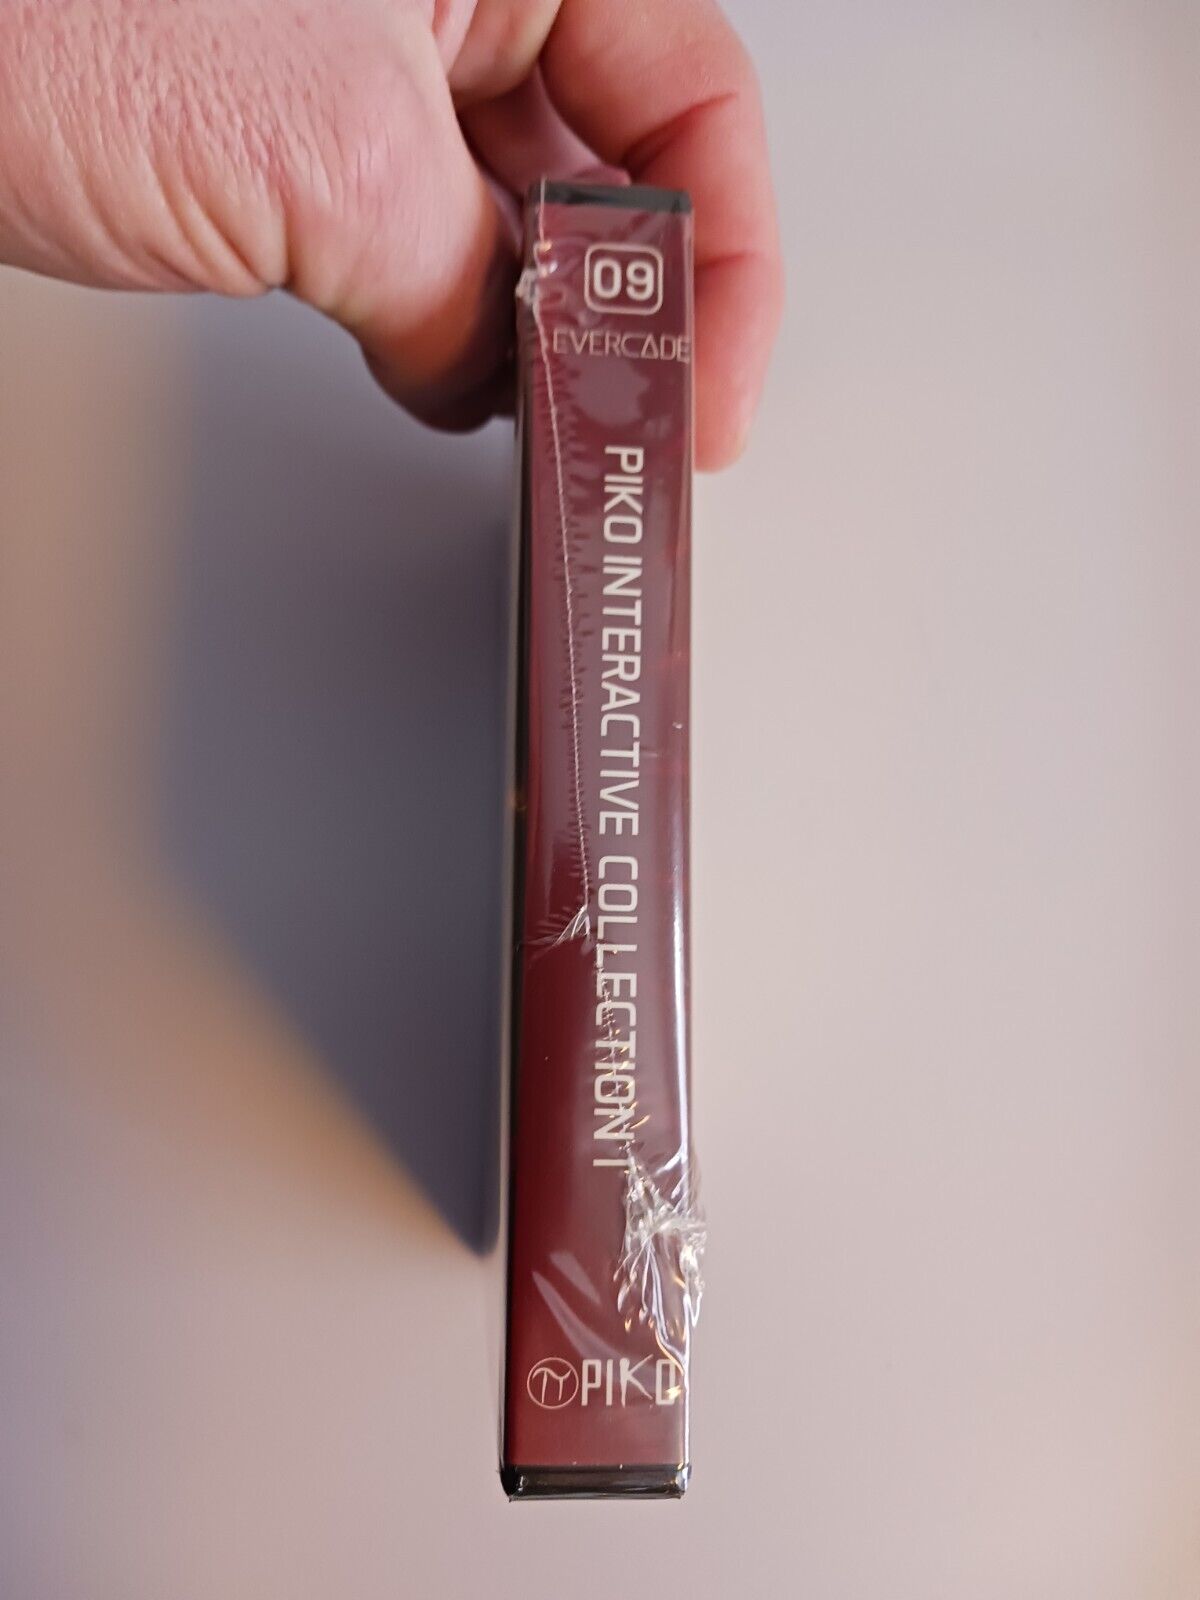 09
EVERCADE
PIKO INTERACTIVE COLLECTION 1
PIKO